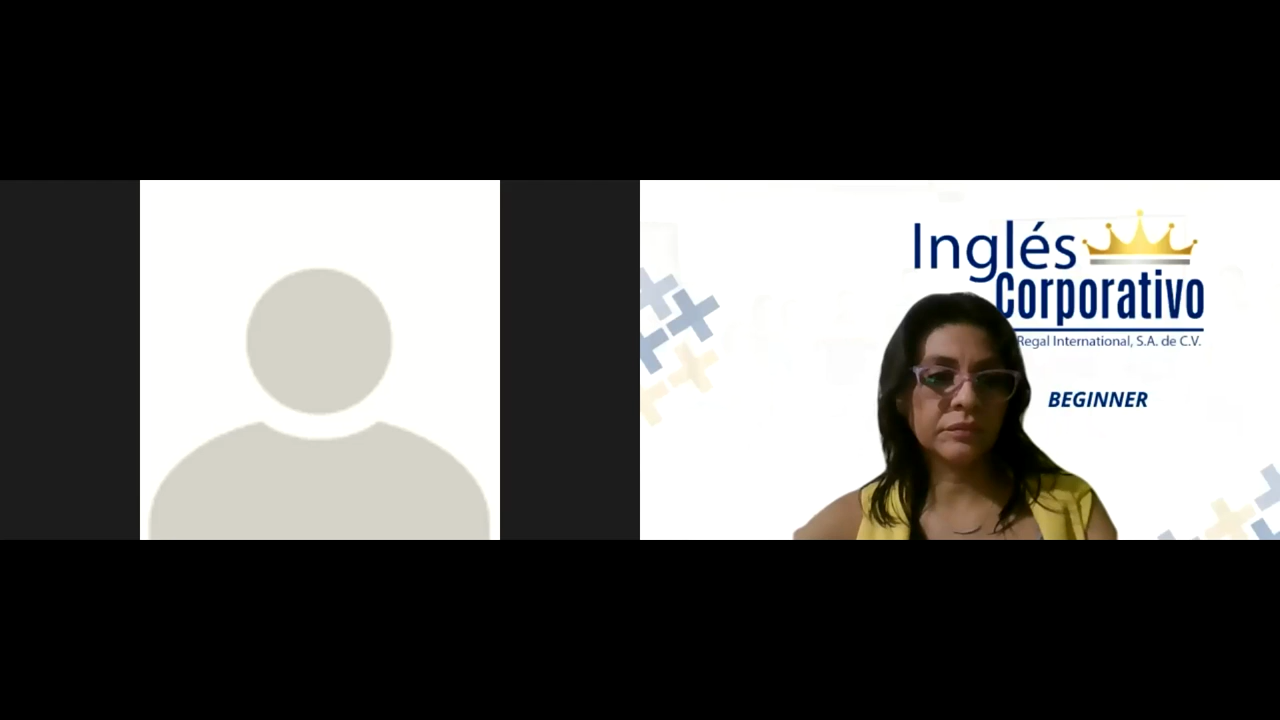 Inglés
Corporativo
Regal International, S.A. de C.V.
BEGINNER